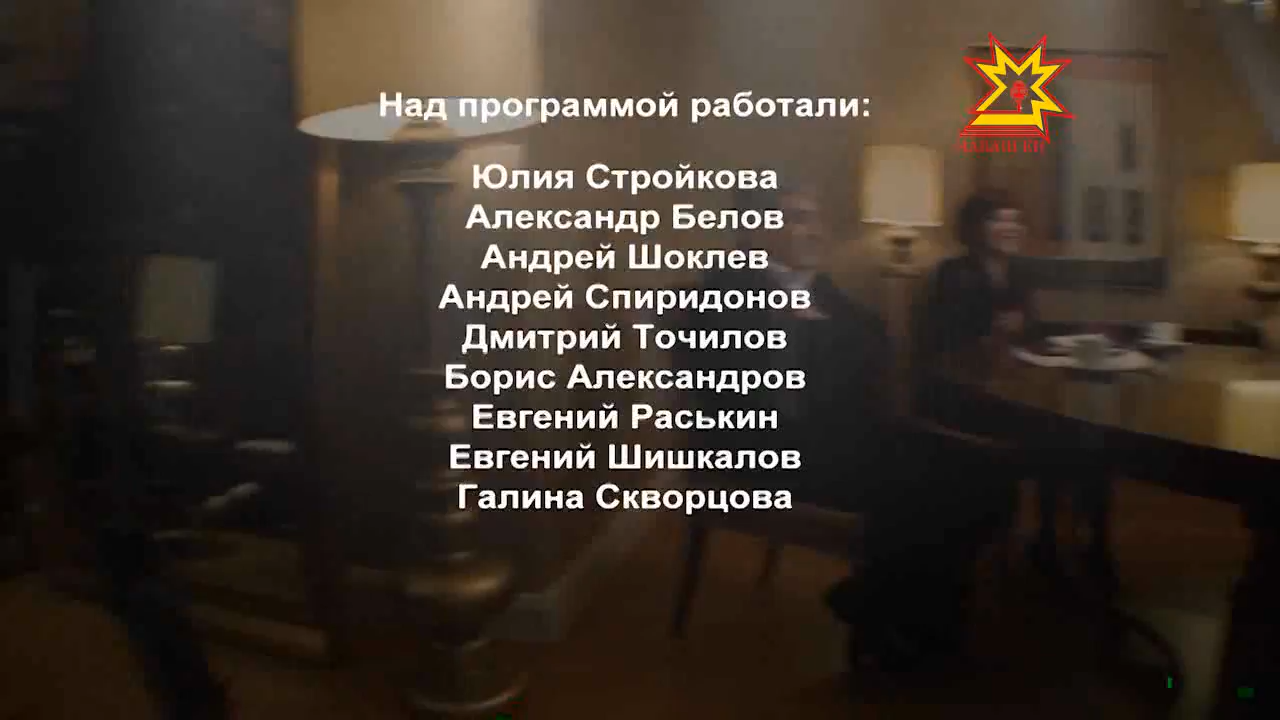 Над программой работали:
Юлия Стройкова
Александр Белов
Андрей Шоклев
Андрей Спиридонов
Дмитрий Точилов
Борис Александров
Евгений Раськин
Евгений Шишкалов
Галина Скворцова